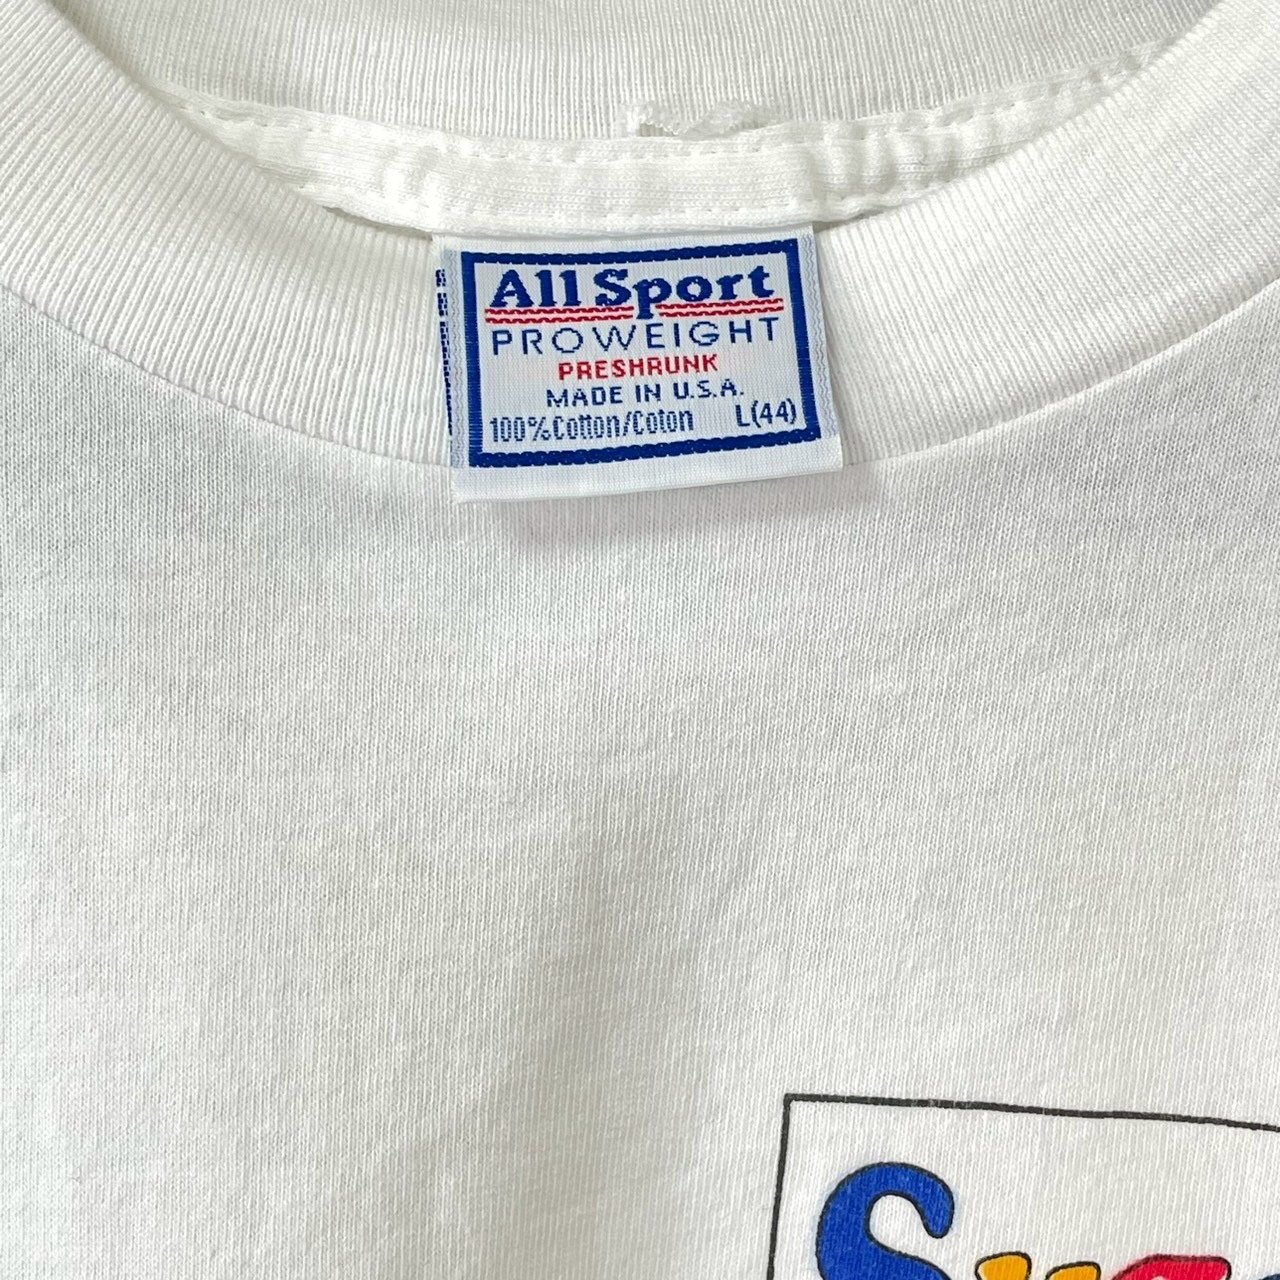 All Sport
PROWEIGHT
PRESHRUNK
MADE IN U.S.A.
100% Cotton/Coton L(44)